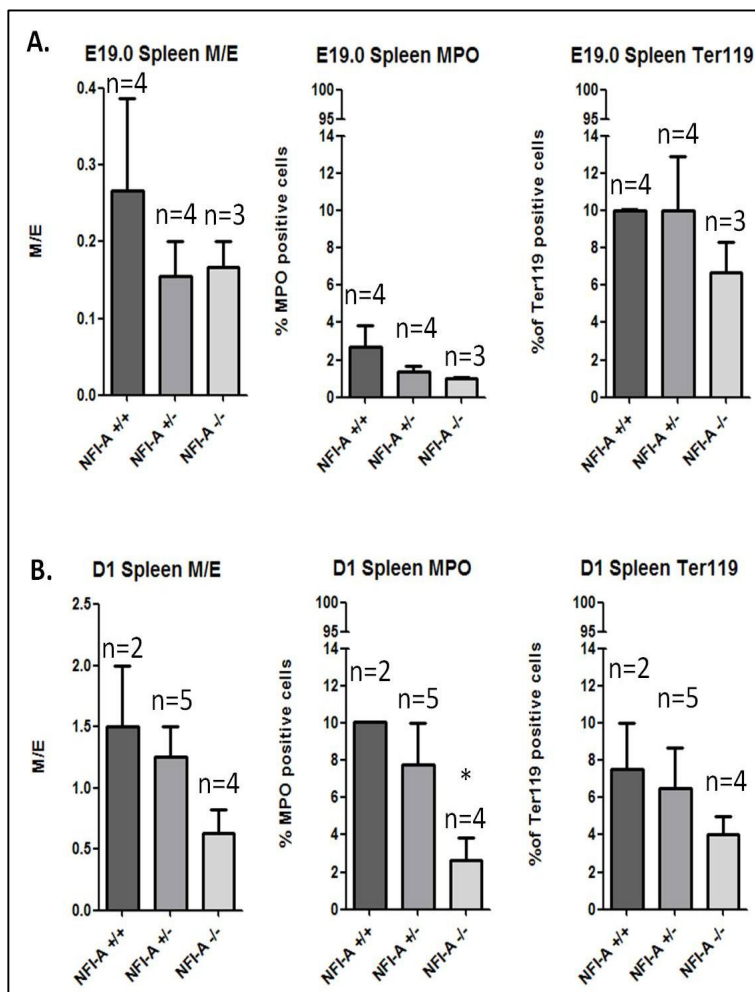 A.
E19.0 Spleen M/E
M/E
0.4
0.3
0.2
0.1
0.0
n=4
n=4
n=3
NFI-A +/+
NFI-A +/-
NFI-A -/-
E19.0 Spleen MPO
% MPO positive cells
100
95
14
12
10
8
6
4
2
0
n=4
n=4
n=3
NFI-A +/+
NFI-A +/-
NFI-A -/-
E19.0 Spleen Ter119
%of Ter119 positive cells
100
95
14
12
10
8
6
4
2
0
n=4
n=4
n=3
NFI-A +/+
NFI-A +/-
NFI-A -/-
B.
D1 Spleen M/E
M/E
2.5
2.0
1.5
1.0
0.5
0.0
n=2
n=5
n=4
NFI-A +/+
NFI-A +/-
NFI-A -/-
D1 Spleen MPO
% MPO positive cells
100
95
14
12
10
8
6
4
2
0
n=2
n=5
*
n=4
NFI-A +/+
NFI-A +/-
NFI-A -/-
D1 Spleen Ter119
%of Ter119 positive cells
100
95
14
12
10
8
6
4
2
0
n=2
n=5
n=4
NFI-A +/+
NFI-A +/-
NFI-A -/-